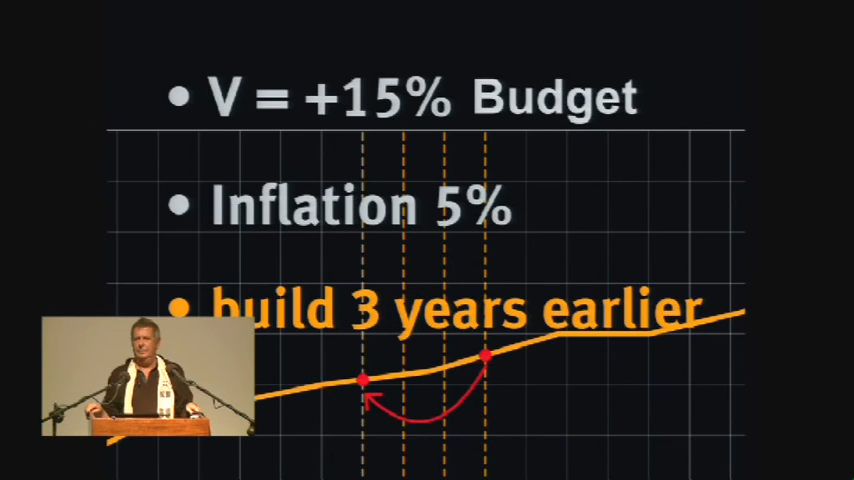 • V = +15% Budget
• Inflation 5%
• build 3 years earlier